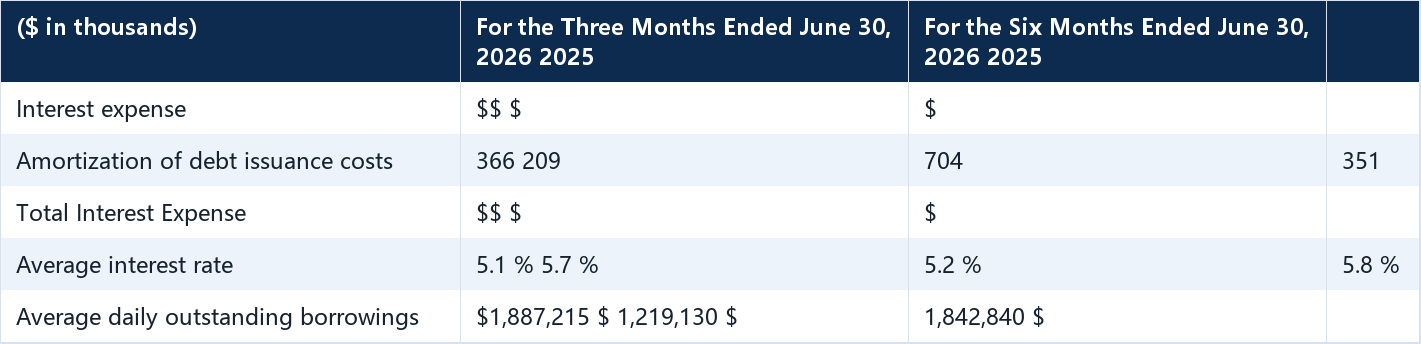 ($ in thousands) For the Three Months Ended June 30, 2026 2025 For the Six Months Ended June 30, 2026 2025
Interest expense $$ $ $
Amortization of debt issuance costs 366 209 704 351
Total Interest Expense $$ $ $
Average interest rate 5.1 % 5.7 % 5.2 % 5.8 %
Average daily outstanding borrowings $1,887,215 $ 1,219,130 $ 1,842,840 $